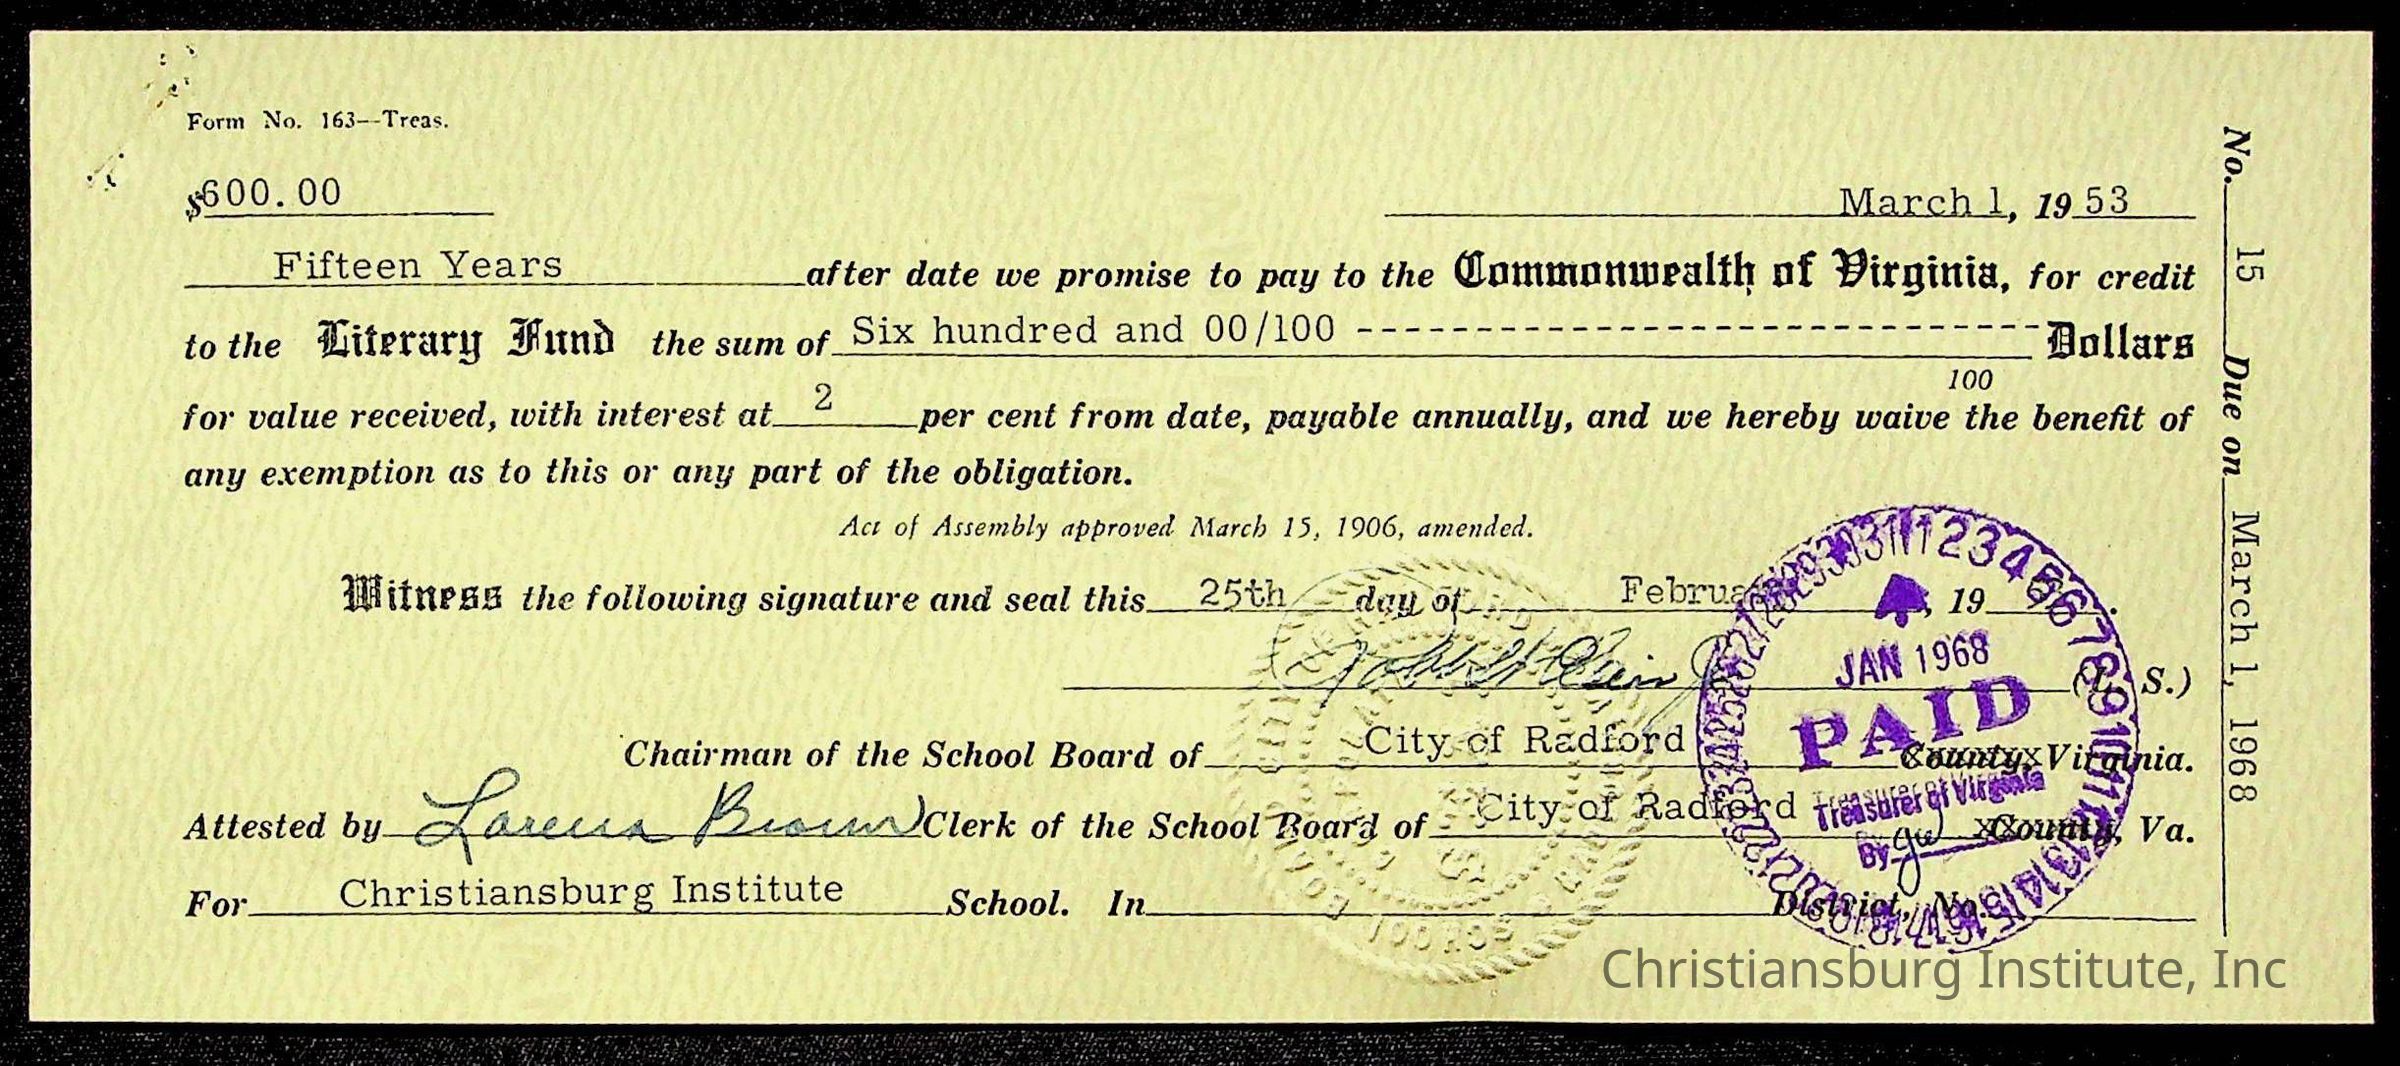 Form No. 163--Treas.
$600.00
March 1, 1953
Fifteen Years after date we promise to pay to the Commonwealth of Virginia, for credit
to the Literary Fund the sum of Six hundred and 00/100 ------------------------------ Dollars
100
for value received, with interest at 2 per cent from date, payable annually, and we hereby waive the benefit of
any exemption as to this or any part of the obligation.
Act of Assembly approved March 15, 1906, amended.
Witness the following signature and seal this 25th day of February, 19
(L. S.)
Chairman of the School Board of City of Radford County, Virginia.
Attested by Lorena Brown Clerk of the School Board of City of Radford County, Va.
For Christiansburg Institute School. In District, No.
No. 15 Due on March 1, 1968
JAN 1968
PAID
Treasurer of Virginia
By
Christiansburg Institute, Inc